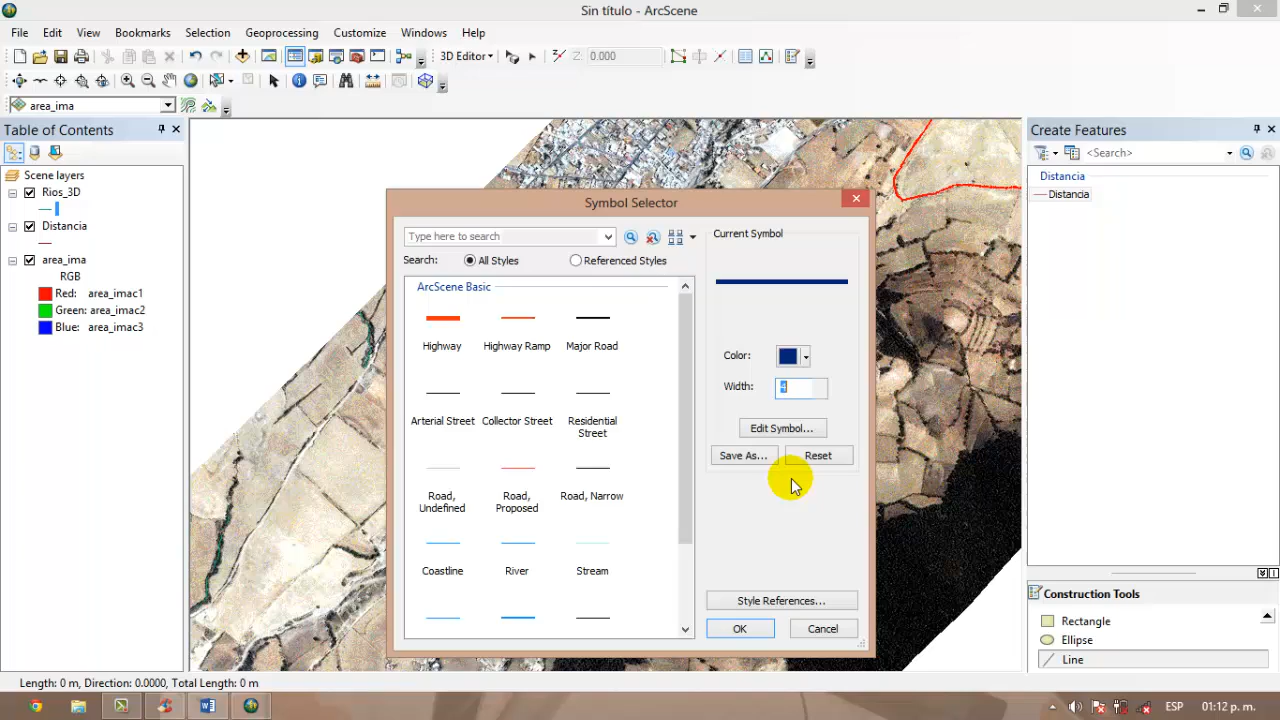 Sin título - ArcScene
File Edit View Bookmarks Selection Geoprocessing Customize Windows Help
3D Editor Z: 0.000
area_ima
Table of Contents
Scene layers
Rios_3D
Distancia
area_ima
RGB
Red: area_imac1
Green: area_imac2
Blue: area_imac3
Symbol Selector
Type here to search
Search: All Styles Referenced Styles
ArcScene Basic
Highway Highway Ramp Major Road
Arterial Street Collector Street Residential Street
Road, Undefined Road, Proposed Road, Narrow
Coastline River Stream
Current Symbol
Color:
Width: 4
Edit Symbol...
Save As... Reset
Style References...
OK Cancel
Create Features
<Search>
Distancia
Distancia
Construction Tools
Rectangle
Ellipse
Line
Length: 0 m, Direction: 0.0000, Total Length: 0 m
ESP 01:12 p. m.